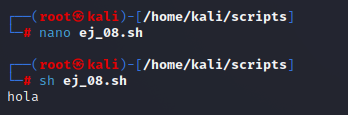 ┌──(root㉿kali)-[/home/kali/scripts]
└─# nano ej_08.sh
┌──(root㉿kali)-[/home/kali/scripts]
└─# sh ej_08.sh
hola